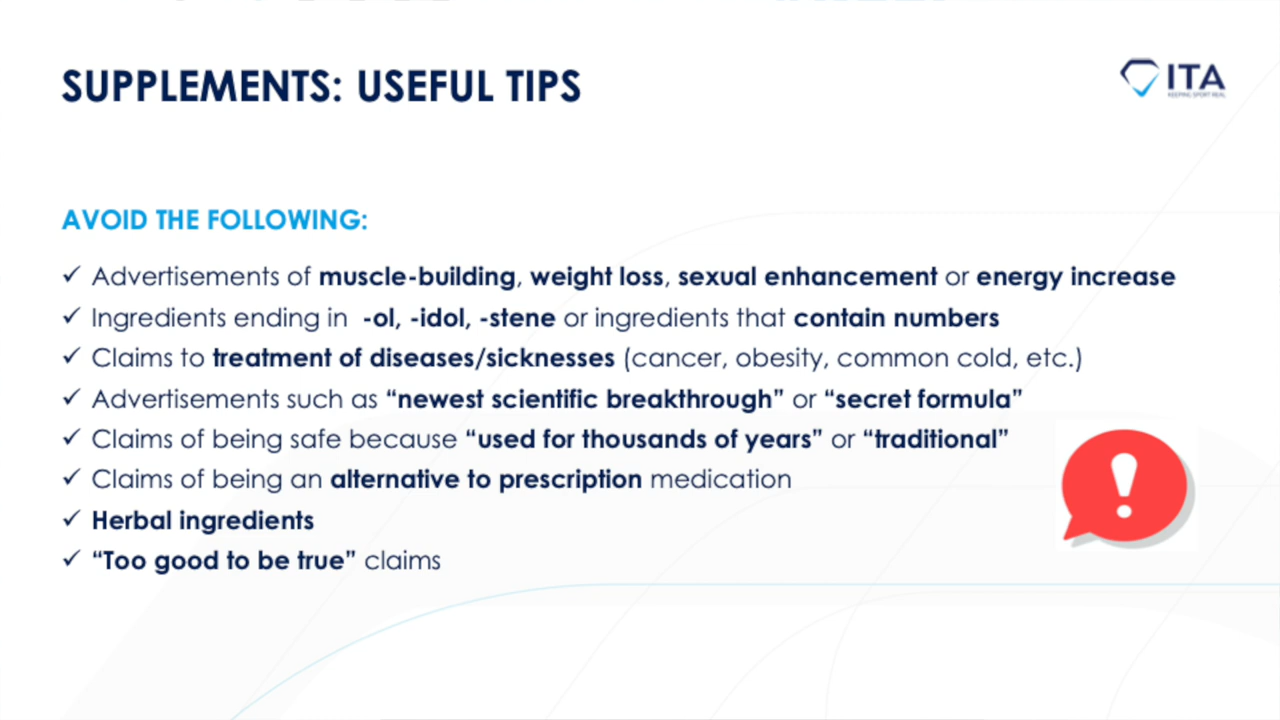 SUPPLEMENTS: USEFUL TIPS
ITA
KEEPING SPORT REAL
AVOID THE FOLLOWING:
✓ Advertisements of muscle-building, weight loss, sexual enhancement or energy increase
✓ Ingredients ending in -ol, -idol, -stene or ingredients that contain numbers
✓ Claims to treatment of diseases/sicknesses (cancer, obesity, common cold, etc.)
✓ Advertisements such as “newest scientific breakthrough” or “secret formula”
✓ Claims of being safe because “used for thousands of years” or “traditional”
✓ Claims of being an alternative to prescription medication
✓ Herbal ingredients
✓ “Too good to be true” claims